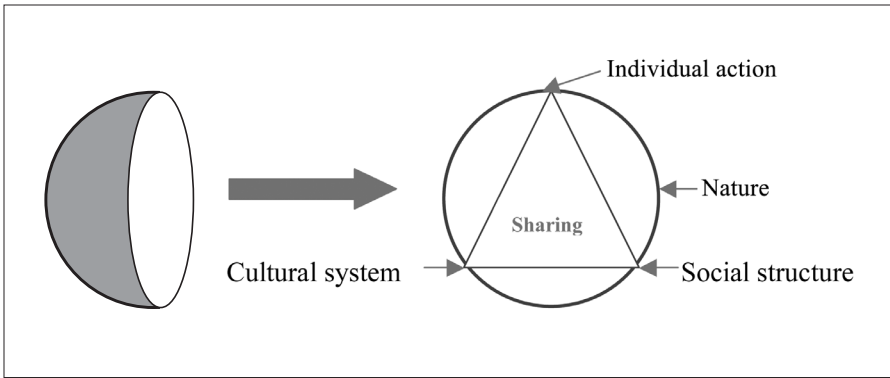 Individual action
Nature
Sharing
Cultural system
Social structure